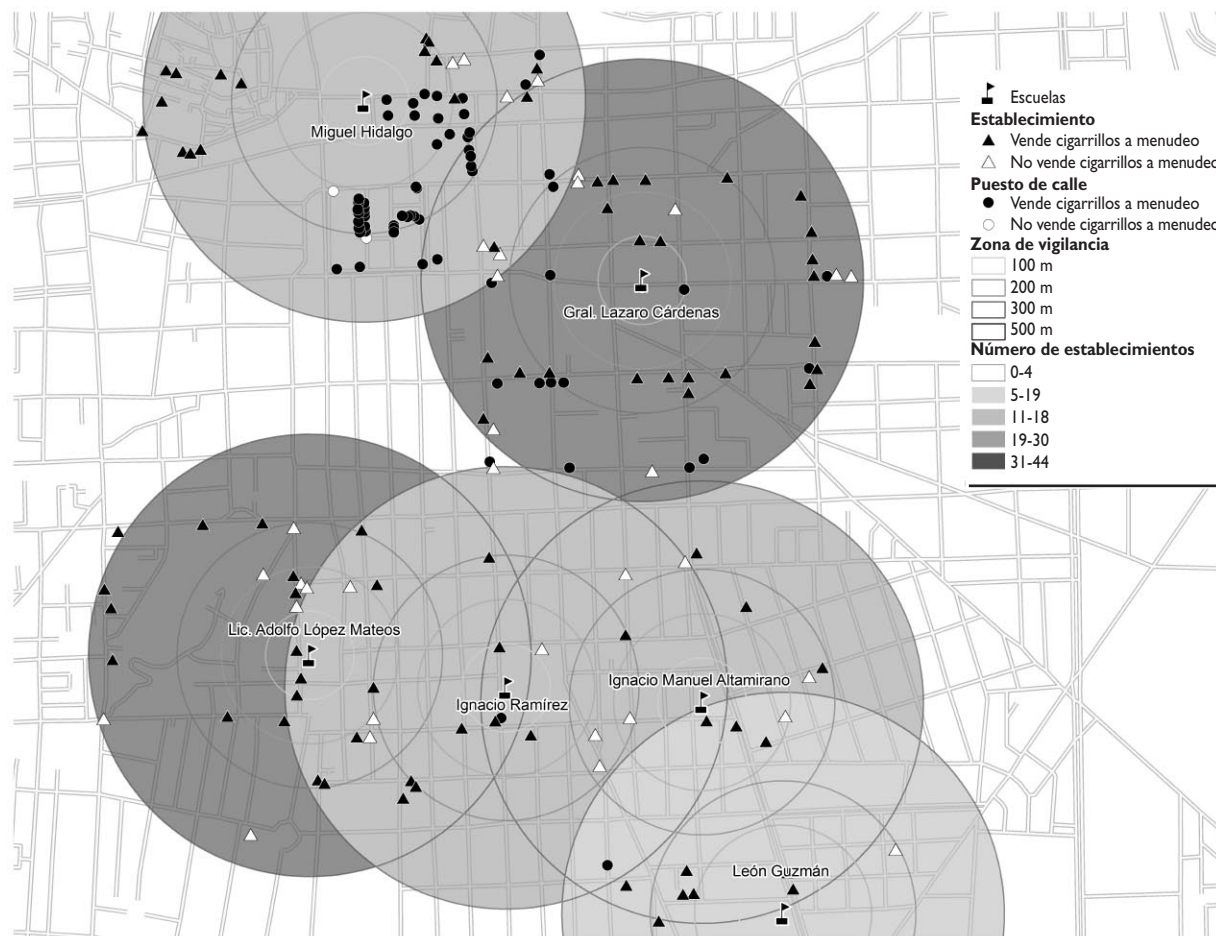 Miguel Hidalgo
Gral. Lazaro Cárdenas
Lic. Adolfo López Mateos
Ignacio Ramírez
Ignacio Manuel Altamirano
León Guzmán
Escuelas
Establecimiento
Vende cigarrillos a menudeo
No vende cigarrillos a menudeo
Puesto de calle
Vende cigarrillos a menudeo
No vende cigarrillos a menudeo
Zona de vigilancia
100 m
200 m
300 m
500 m
Número de establecimientos
0-4
5-19
11-18
19-30
31-44